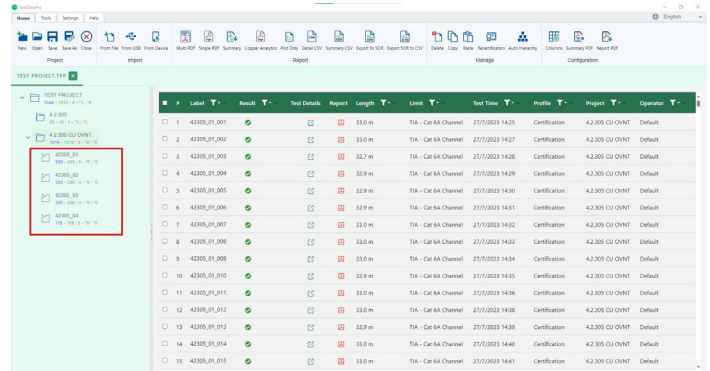 TestDataPro
Home Tools Settings Help English
New Open Save Save As Close From File From USB From Device Multi PDF Single PDF Summary Copper Analytics Plot Only Detail CSV Summary CSV Export To SOR Export SOR to CSV Delete Copy Paste Recertification Auto Hierarchy Columns Summary PDF Report PDF
Project Import Report Manage Configuration
TEST PROJECT.TPP
TEST PROJECT
4.2.303
4.2.305 CU OVNT
42305_01
42305_02
42305_03
42305_04
# Label Result Test Details Report Length Limit Test Time Profile Project Operator
1 42305_01_001 33.0 m TIA - Cat 6A Channel 27/7/2023 14:25 Certification 4.2.305 CU OVNT Default
2 42305_01_002 33.0 m TIA - Cat 6A Channel 27/7/2023 14:27 Certification 4.2.305 CU OVNT Default
3 42305_01_003 32.7 m TIA - Cat 6A Channel 27/7/2023 14:28 Certification 4.2.305 CU OVNT Default
4 42305_01_004 32.9 m TIA - Cat 6A Channel 27/7/2023 14:29 Certification 4.2.305 CU OVNT Default
5 42305_01_005 32.9 m TIA - Cat 6A Channel 27/7/2023 14:30 Certification 4.2.305 CU OVNT Default
6 42305_01_006 32.9 m TIA - Cat 6A Channel 27/7/2023 14:31 Certification 4.2.305 CU OVNT Default
7 42305_01_007 33.0 m TIA - Cat 6A Channel 27/7/2023 14:32 Certification 4.2.305 CU OVNT Default
8 42305_01_008 33.0 m TIA - Cat 6A Channel 27/7/2023 14:33 Certification 4.2.305 CU OVNT Default
9 42305_01_009 33.0 m TIA - Cat 6A Channel 27/7/2023 14:34 Certification 4.2.305 CU OVNT Default
10 42305_01_010 32.9 m TIA - Cat 6A Channel 27/7/2023 14:35 Certification 4.2.305 CU OVNT Default
11 42305_01_011 33.0 m TIA - Cat 6A Channel 27/7/2023 14:36 Certification 4.2.305 CU OVNT Default
12 42305_01_012 33.0 m TIA - Cat 6A Channel 27/7/2023 14:38 Certification 4.2.305 CU OVNT Default
13 42305_01_013 32.9 m TIA - Cat 6A Channel 27/7/2023 14:39 Certification 4.2.305 CU OVNT Default
14 42305_01_014 33.0 m TIA - Cat 6A Channel 27/7/2023 14:40 Certification 4.2.305 CU OVNT Default
15 42305_01_015 33.0 m TIA - Cat 6A Channel 27/7/2023 14:41 Certification 4.2.305 CU OVNT Default